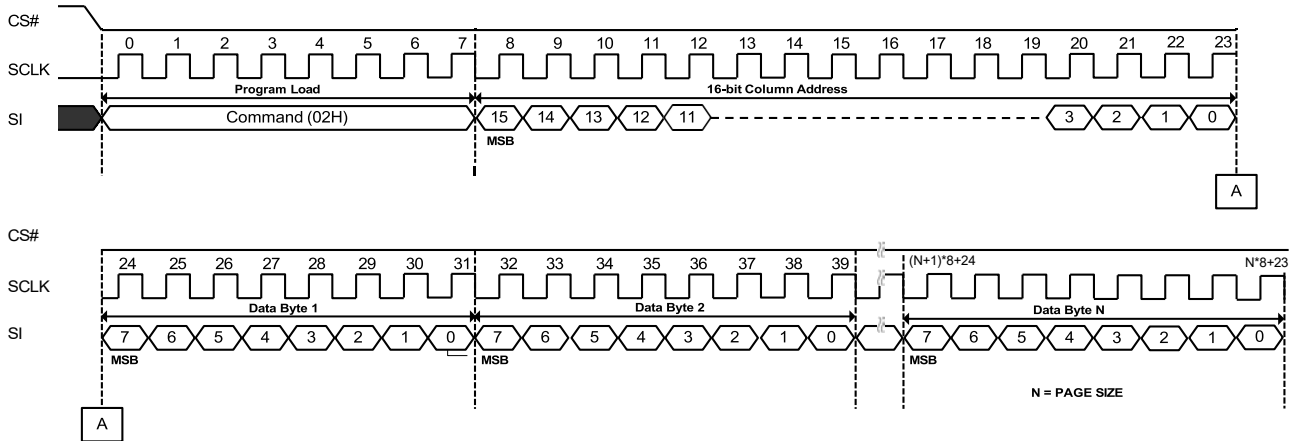 CS#
0 1 2 3 4 5 6 7 8 9 10 11 12 13 14 15 16 17 18 19 20 21 22 23
SCLK
Program Load 16-bit Column Address
SI Command (02H) 15 14 13 12 11 3 2 1 0
MSB
A
CS#
24 25 26 27 28 29 30 31 32 33 34 35 36 37 38 39 (N+1)*8+24 N*8+23
SCLK
Data Byte 1 Data Byte 2 Data Byte N
SI 7 6 5 4 3 2 1 0 7 6 5 4 3 2 1 0 7 6 5 4 3 2 1 0
MSB MSB MSB
N = PAGE SIZE
A